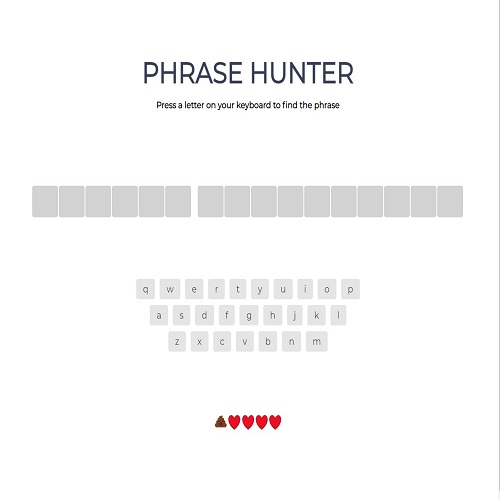 PHRASE HUNTER
Press a letter on your keyboard to find the phrase
q w e r t y u i o p
a s d f g h j k l
z x c v b n m